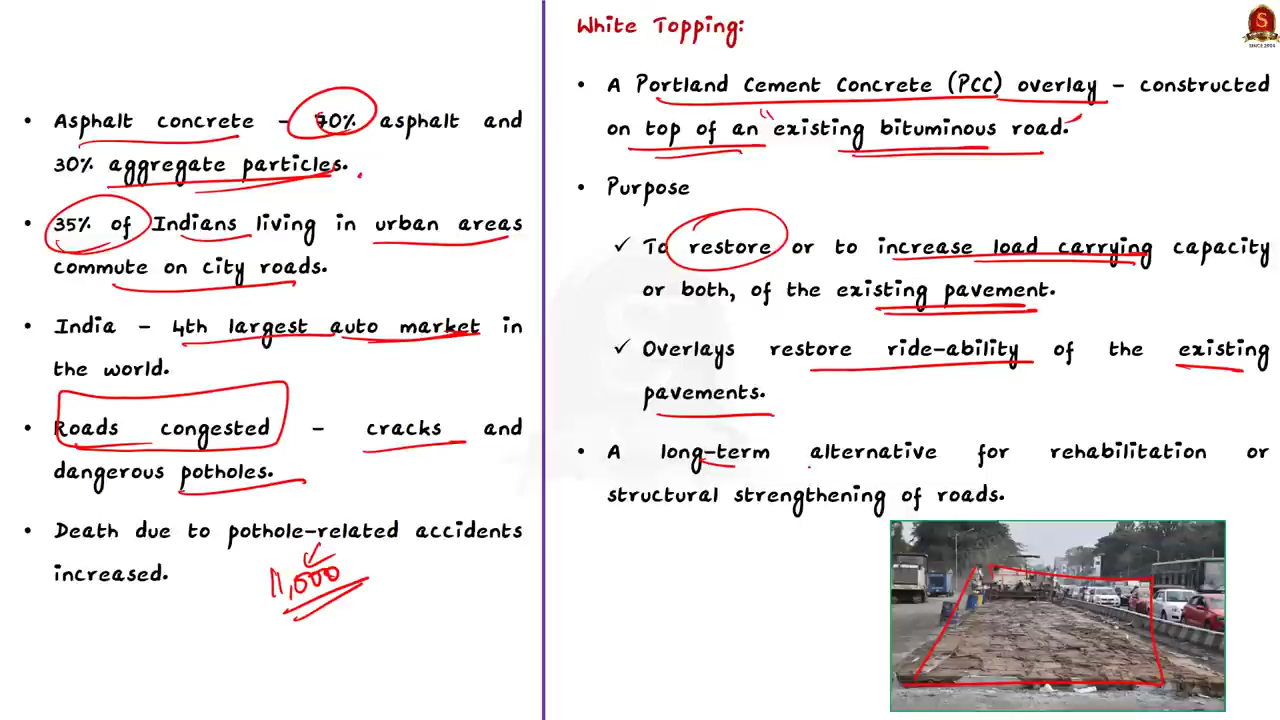 • Asphalt concrete - 70% asphalt and
30% aggregate particles.
• 35% of Indians living in urban areas
commute on city roads.
• India - 4th largest auto market in
the world.
• Roads congested - cracks and
dangerous potholes.
• Death due to pothole-related accidents
increased.
11,000
White Topping:
• A Portland Cement Concrete (PCC) overlay - constructed
on top of an existing bituminous road.
• Purpose
✓ To restore or to increase load carrying capacity
or both, of the existing pavement.
✓ Overlays restore ride-ability of the existing
pavements.
• A long-term alternative for rehabilitation or
structural strengthening of roads.
S
SINCE 2004